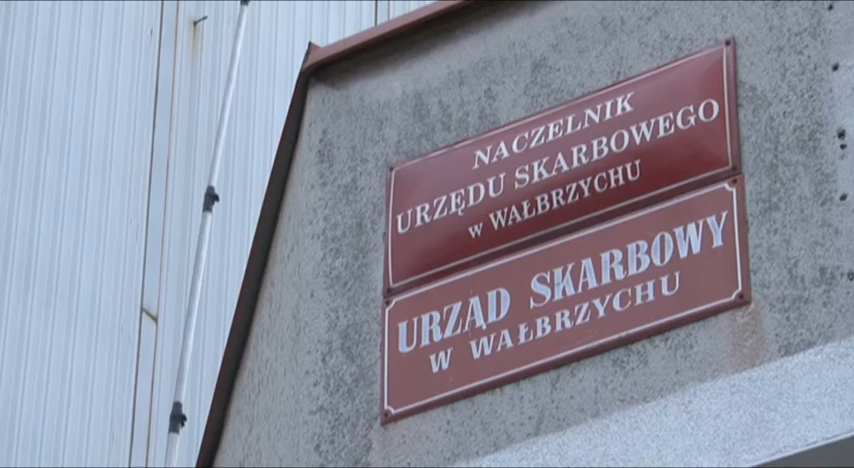 NACZELNIK
URZĘDU SKARBOWEGO
w WAŁBRZYCHU
URZĄD SKARBOWY
W WAŁBRZYCHU